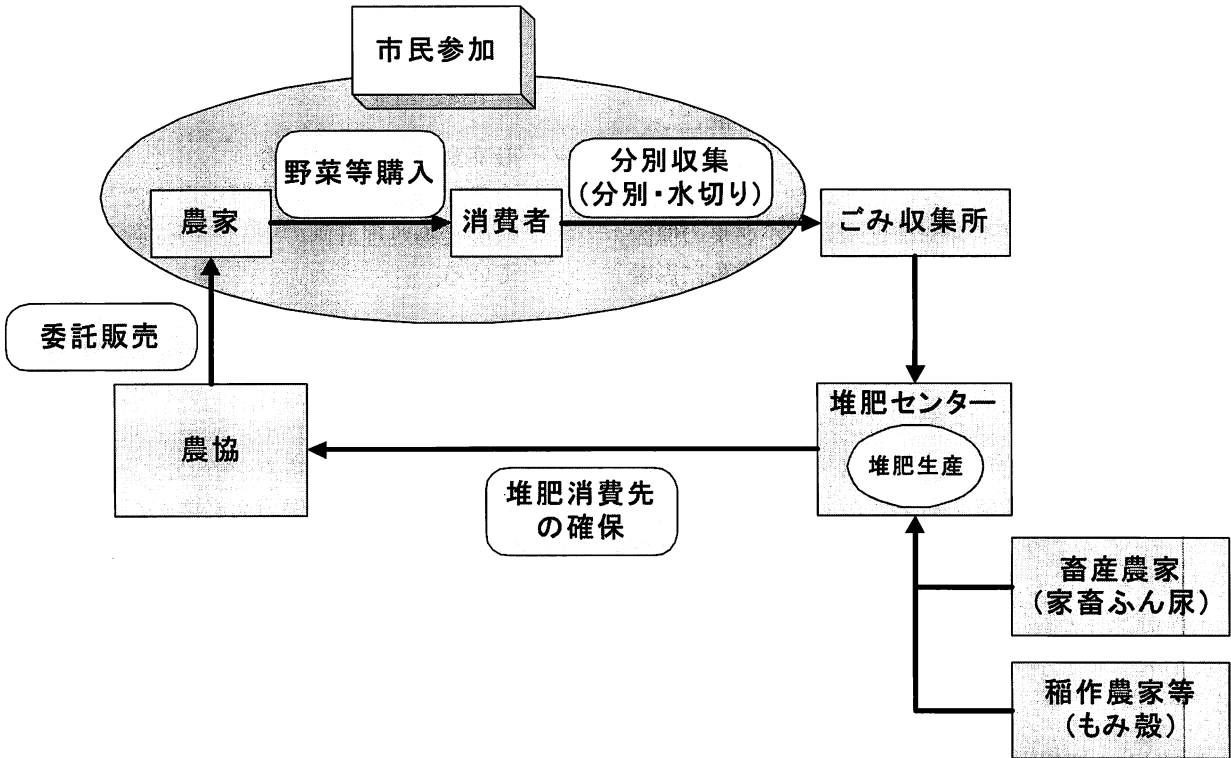 市民参加
野菜等購入
分別収集
(分別・水切り)
農家
消費者
ごみ収集所
委託販売
農協
堆肥センター
堆肥生産
堆肥消費先
の確保
畜産農家
(家畜ふん尿)
稲作農家等
(もみ殻)